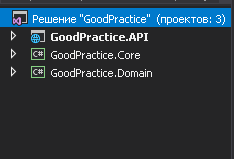 Решение "GoodPractice" (проектов: 3)
GoodPractice.API
C# GoodPractice.Core
C# GoodPractice.Domain